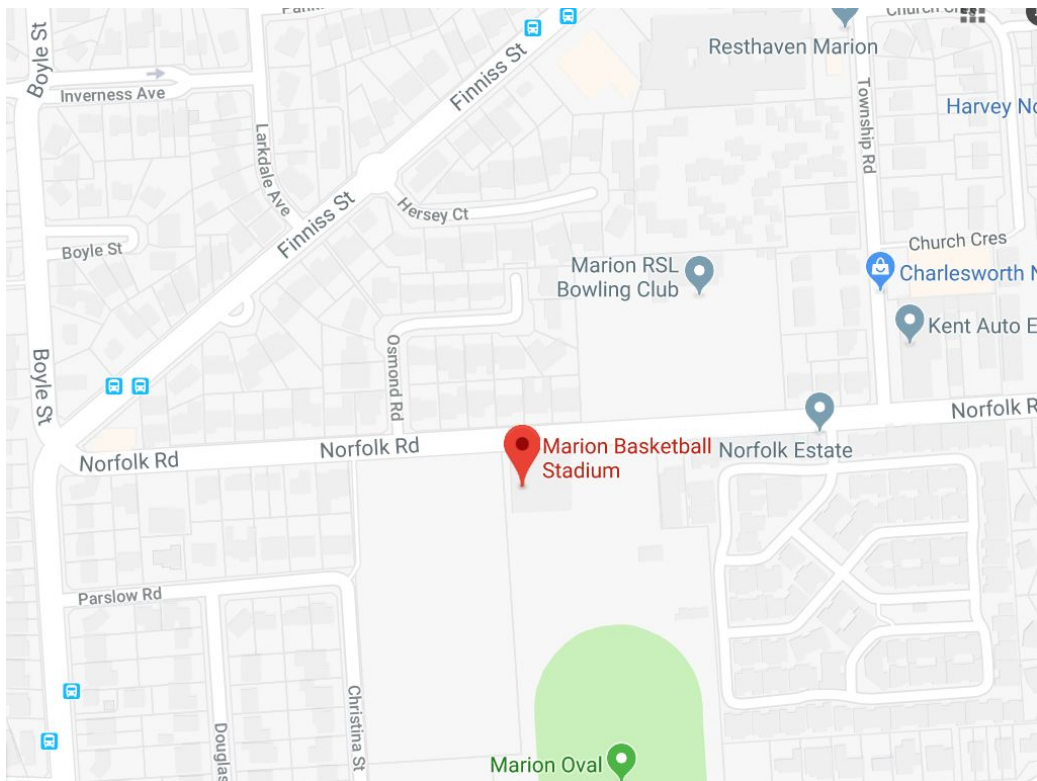 Church Cres
Boyle St
Resthaven Marion
Finniss St
Inverness Ave
Harvey
Township Rd
Larkdale Ave
Finniss St
Hersey Ct
Boyle St
Church Cres
Marion RSL
Bowling Club
Charlesworth
Kent Auto
Osmond Rd
Boyle St
Norfolk
Norfolk Rd
Norfolk Rd
Marion Basketball
Stadium
Norfolk Estate
Parslow Rd
Christina St
Douglas
Marion Oval